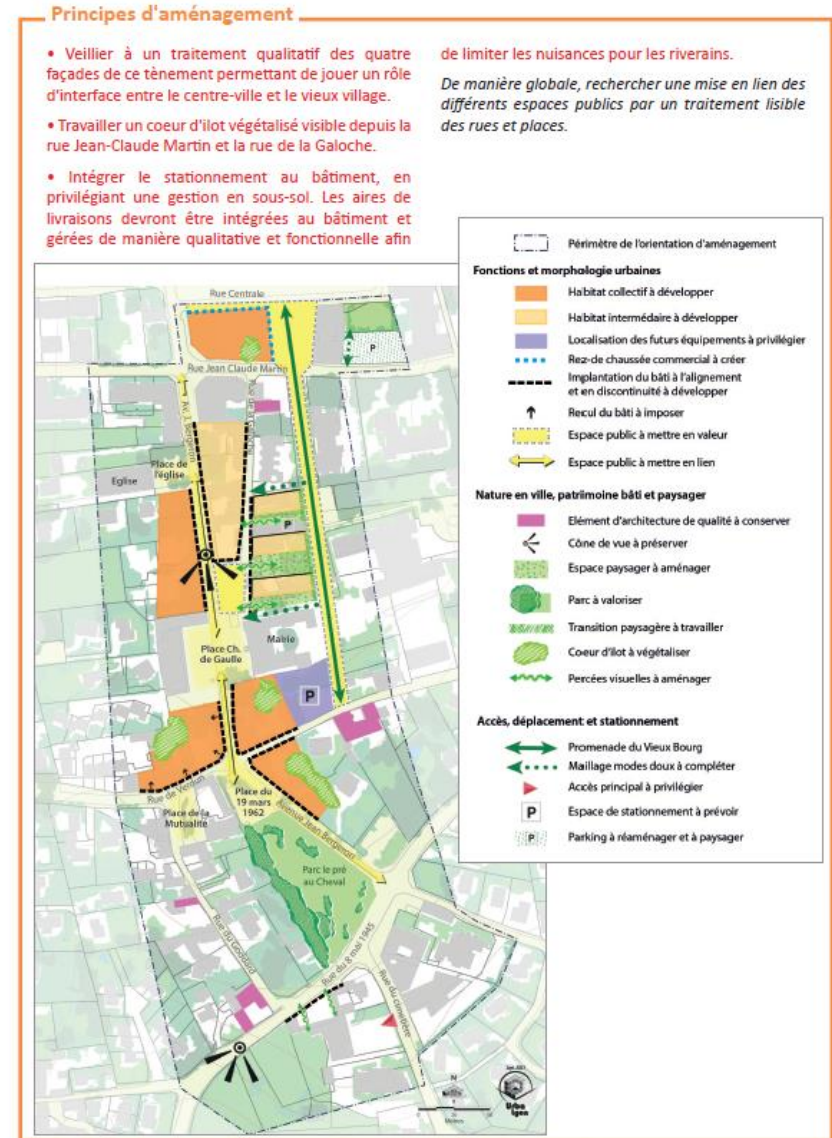 Principes d'aménagement
• Veiller à un traitement qualitatif des quatre
façades de ce tènement permettant de jouer un rôle
d'interface entre le centre-ville et le vieux village.
• Travailler un coeur d'ilot végétalisé visible depuis la
rue Jean-Claude Martin et la rue de la Galoche.
• Intégrer le stationnement au bâtiment, en
privilégiant une gestion en sous-sol. Les aires de
livraisons devront être intégrées au bâtiment et
gérées de manière qualitative et fonctionnelle afin
de limiter les nuisances pour les riverains.
De manière globale, rechercher une mise en lien des
différents espaces publics par un traitement lisible
des rues et places.
Périmètre de l'orientation d'aménagement
Fonctions et morphologie urbaines
Habitat collectif à développer
Habitat intermédaire à développer
Localisation des futurs équipements à privilégier
Rez-de chaussée commercial à créer
Implantation du bâti à l'alignement
et en discontinuité à développer
Recul du bâti à imposer
Espace public à mettre en valeur
Espace public à mettre en lien
Nature en ville, patrimoine bâti et paysager
Elément d'architecture de qualité à conserver
Cône de vue à préserver
Espace paysager à aménager
Parc à valoriser
Transition paysagère à travailler
Coeur d'ilot à végétaliser
Percées visuelles à aménager
Accès, déplacement et stationnement
Promenade du Vieux Bourg
Maillage modes doux à compléter
Accès principal à privilégier
P Espace de stationnement à prévoir
P Parking à réaménager et à paysager
Rue Centrale
P
Rue Jean Claude Martin
Av. J. Bergeron
Place de
l'église
Eglise
P
Mairie
Place Ch.
de Gaulle
P
Rue de Verdun
Place du
19 mars
1962
Place de la
Mutualité
Avenue Jean Bergeron
Parc le pré
au Cheval
Rue du 8 mai 1945
Rue du cimetière
N
Mètres
Urba
lyon